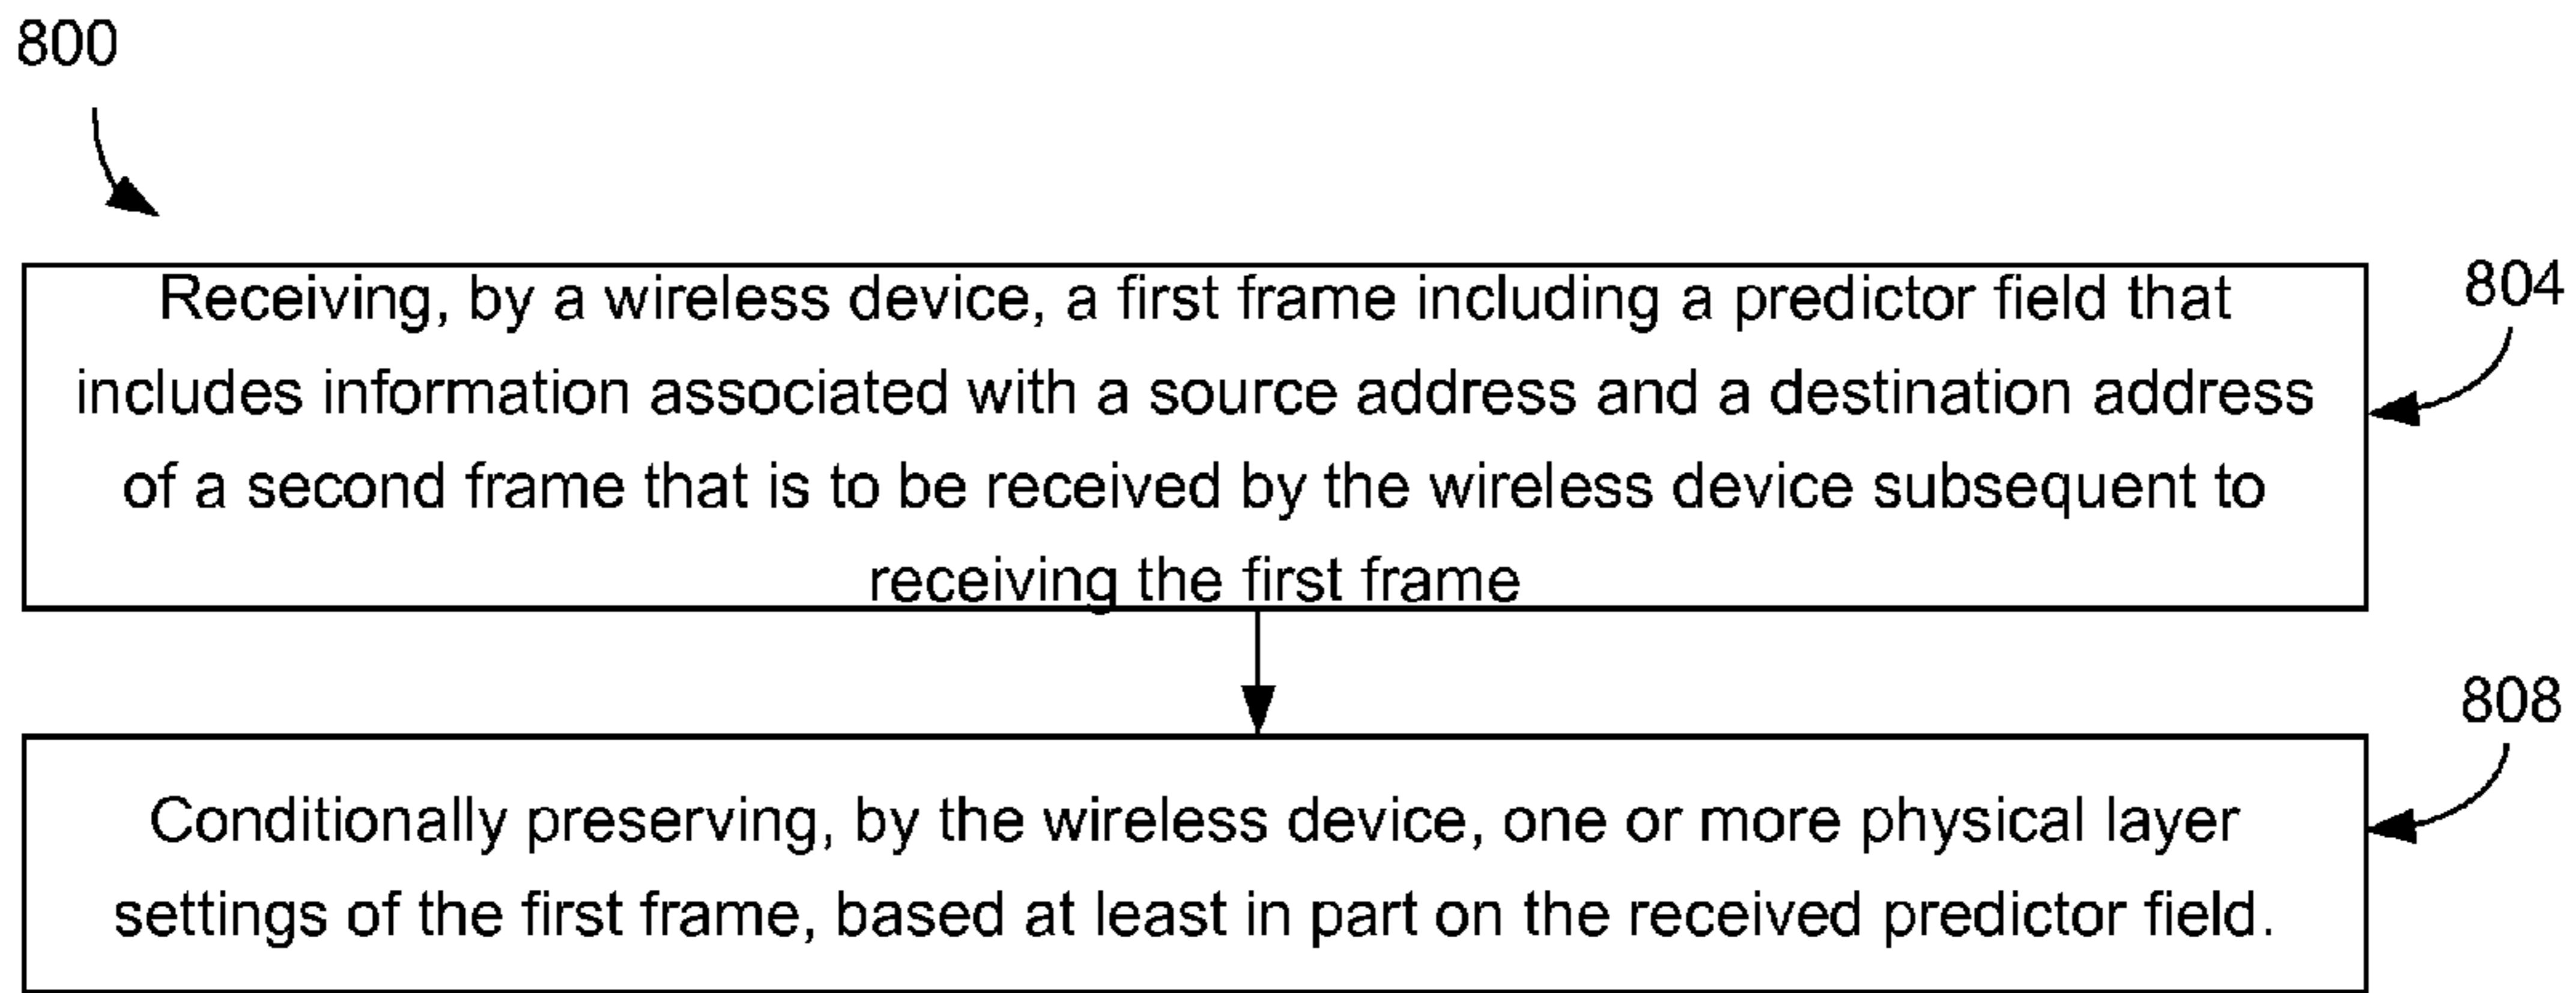 800
Receiving, by a wireless device, a first frame including a predictor field that
includes information associated with a source address and a destination address
of a second frame that is to be received by the wireless device subsequent to
receiving the first frame
804
Conditionally preserving, by the wireless device, one or more physical layer
settings of the first frame, based at least in part on the received predictor field.
808